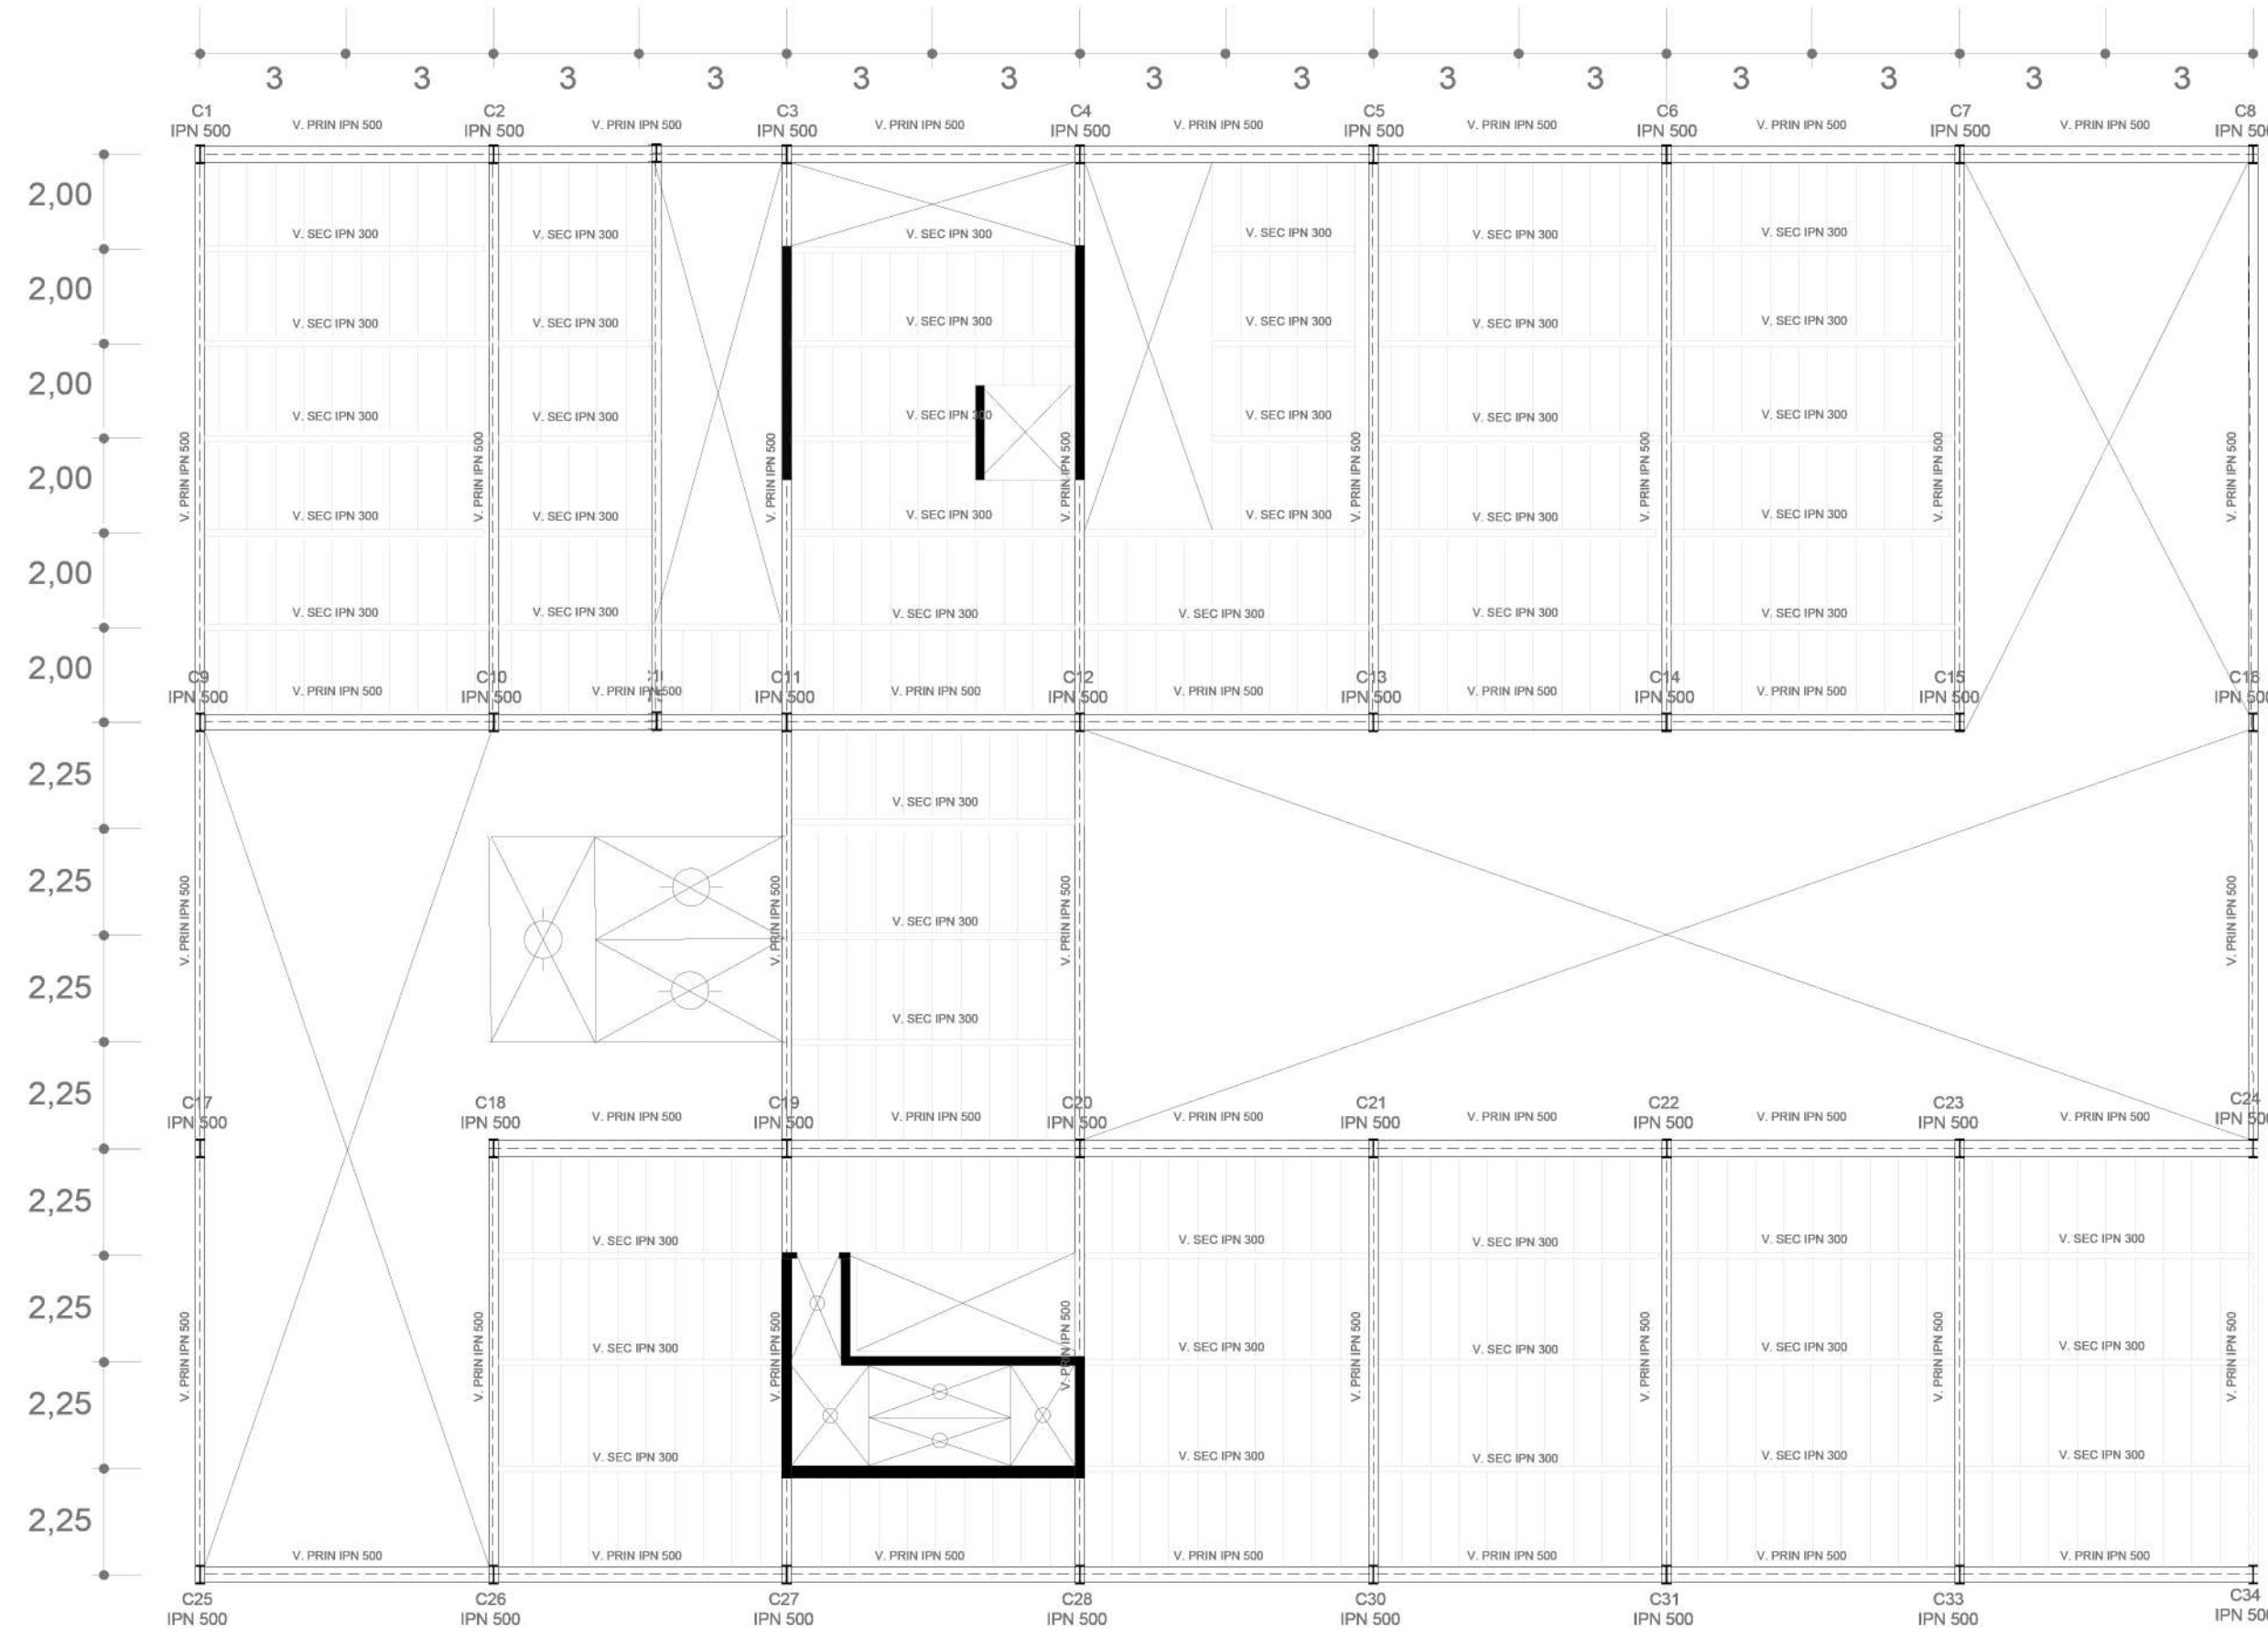 3 3 3 3 3 3 3 3 3 3 3 3 3 3
C1 C2 C3 C4 C5 C6 C7 C8
IPN 500 V. PRIN IPN 500 IPN 500 V. PRIN IPN 500 IPN 500 V. PRIN IPN 500 IPN 500 V. PRIN IPN 500 IPN 500 V. PRIN IPN 500 IPN 500 V. PRIN IPN 500 IPN 500 V. PRIN IPN 500 IPN
2,00
V. SEC IPN 300 V. SEC IPN 300 V. SEC IPN 300 V. SEC IPN 300 V. SEC IPN 300 V. SEC IPN 300
2,00
V. SEC IPN 300 V. SEC IPN 300 V. SEC IPN 300 V. SEC IPN 300 V. SEC IPN 300 V. SEC IPN 300
2,00
V. SEC IPN 300 V. SEC IPN 300 V. SEC IPN 300 V. SEC IPN 300 V. SEC IPN 300 V. SEC IPN 300
V. PRIN IPN 500 V. PRIN IPN 500 V. PRIN IPN 500 V. PRIN IPN 500 V. PRIN IPN 500 V. PRIN IPN 500 V. PRIN IPN 500 V. PRIN IPN 500
2,00
V. SEC IPN 300 V. SEC IPN 300 V. SEC IPN 300 V. SEC IPN 300 V. SEC IPN 300 V. SEC IPN 300
2,00
V. SEC IPN 300 V. SEC IPN 300 V. SEC IPN 300 V. SEC IPN 300 V. SEC IPN 300 V. SEC IPN 300
2,00
C9 C10 C11 C12 C13 C14 C15 C16
IPN 500 V. PRIN IPN 500 IPN 500 V. PRIN IPN 500 IPN 500 V. PRIN IPN 500 IPN 500 V. PRIN IPN 500 IPN 500 V. PRIN IPN 500 IPN 500 V. PRIN IPN 500 IPN 500 IPN
2,25
V. SEC IPN 300
2,25
V. PRIN IPN 500 V. PRIN IPN 500 V. PRIN IPN 500 V. PRIN IPN 500
V. SEC IPN 300
2,25
V. SEC IPN 300
2,25
C17 C18 C19 C20 C21 C22 C23 C24
IPN 500 IPN 500 V. PRIN IPN 500 IPN 500 V. PRIN IPN 500 IPN 500 V. PRIN IPN 500 IPN 500 V. PRIN IPN 500 IPN 500 V. PRIN IPN 500 IPN 500 V. PRIN IPN 500 IPN
2,25
V. SEC IPN 300 V. SEC IPN 300 V. SEC IPN 300 V. SEC IPN 300 V. SEC IPN 300
2,25
V. SEC IPN 300 V. SEC IPN 300 V. SEC IPN 300 V. SEC IPN 300 V. SEC IPN 300
V. PRIN IPN 500 V. PRIN IPN 500 V. PRIN IPN 500 V. PRIN IPN 500 V. PRIN IPN 500 V. PRIN IPN 500 V. PRIN IPN 500 V. PRIN IPN 500
2,25
V. SEC IPN 300 V. SEC IPN 300 V. SEC IPN 300 V. SEC IPN 300 V. SEC IPN 300
2,25
V. PRIN IPN 500 V. PRIN IPN 500 V. PRIN IPN 500 V. PRIN IPN 500 V. PRIN IPN 500 V. PRIN IPN 500 V. PRIN IPN 500
C25 C26 C27 C28 C30 C31 C33 C34
IPN 500 IPN 500 IPN 500 IPN 500 IPN 500 IPN 500 IPN 500 IPN